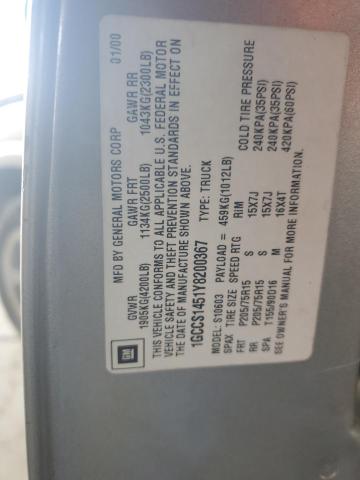 GM
MFD BY GENERAL MOTORS CORP 01/00
GVWR GAWR FRT GAWR RR
1905KG(4200LB) 1134KG(2500LB) 1043KG(2300LB)
THIS VEHICLE CONFORMS TO ALL APPLICABLE U.S. FEDERAL MOTOR
VEHICLE SAFETY AND THEFT PREVENTION STANDARDS IN EFFECT ON
THE DATE OF MANUFACTURE SHOWN ABOVE.
1GCCS1451Y8200367 TYPE: TRUCK
MODEL: S10603 PAYLOAD = 459KG(1012LB)
SPAX TIRE SIZE SPEED RTG RIM COLD TIRE PRESSURE
FRT P205/75R15 S 15X7J 240KPA(35PSI)
RR P205/75R15 S 15X7J 240KPA(35PSI)
SPA T155/90D16 M 16X4T 420KPA(60PSI)
SEE OWNER'S MANUAL FOR MORE INFORMATION.